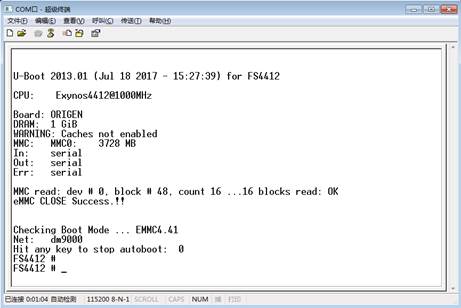 COM口 - 超级终端
文件(F) 编辑(E) 查看(V) 呼叫(C) 传送(T) 帮助(H)
U-Boot 2013.01 (Jul 18 2017 - 15:27:39) for FS4412
CPU:    Exynos4412@1000MHz
Board: ORIGEN
DRAM:  1 GiB
WARNING: Caches not enabled
MMC:   MMC0:    3728 MB
In:    serial
Out:   serial
Err:   serial
MMC read: dev # 0, block # 48, count 16 ...16 blocks read: OK
eMMC CLOSE Success.!!
Checking Boot Mode ... EMMC4.41
Net:   dm9000
Hit any key to stop autoboot:  0
FS4412 #
FS4412 # _
已连接 0:01:04 自动检测 115200 8-N-1 SCROLL CAPS NUM 捕 打印